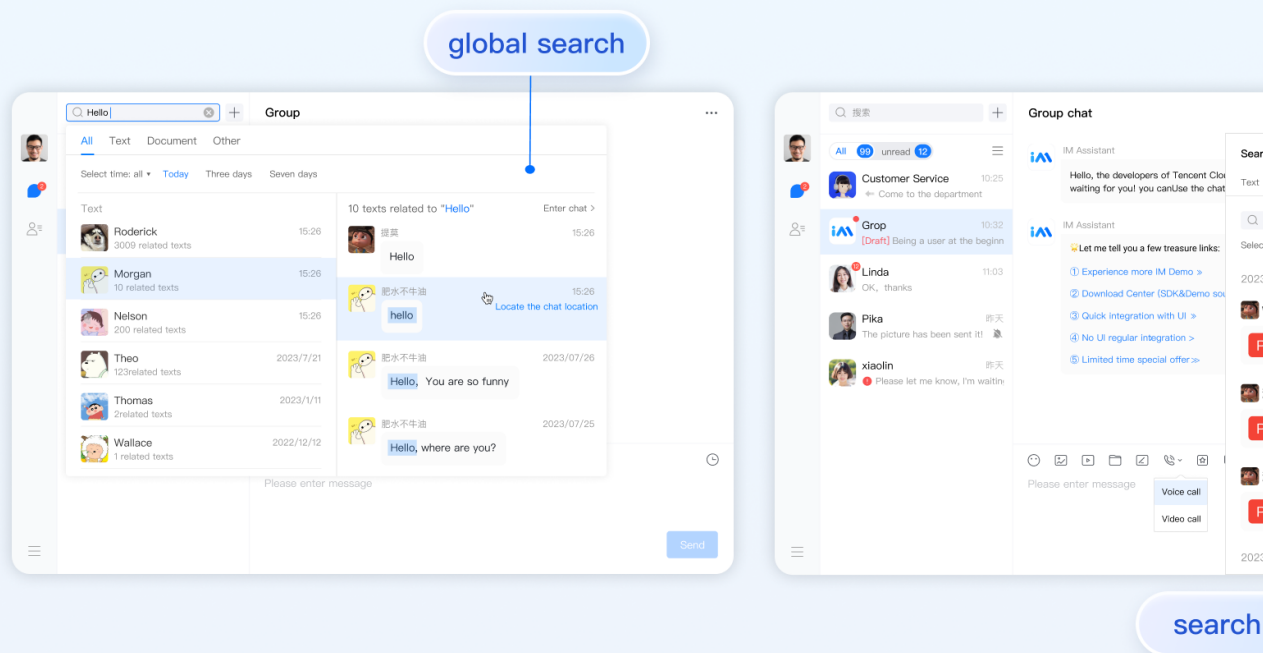 global search
Hello
Group
All Text Document Other
Select time: all Today Three days Seven days
Text
Roderick 15:26
3009 related texts
Morgan 15:26
10 related texts
Nelson 15:26
200 related texts
Theo 2023/7/21
123related texts
Thomas 2023/1/11
2related texts
Wallace 2022/12/12
1 related texts
10 texts related to "Hello" Enter chat >
提莫 15:26
Hello
肥水不牛油 15:26
Locate the chat location
hello
肥水不牛油 2023/07/26
Hello, You are so funny
肥水不牛油 2023/07/25
Hello, where are you?
Please enter message
Send
搜索
All 99 unread 12
Customer Service 10:25
Come to the department
Grop 10:32
[Draft] Being a user at the beginn
Linda 11:03
OK, thanks
Pika 昨天
The picture has been sent it!
xiaolin 昨天
Please let me know, I'm waiting
Group chat
IM Assistant
Hello, the developers of Tencent Clou
waiting for you! you canUse the chat
IM Assistant
Let me tell you a few treasure links:
① Experience more IM Demo »
② Download Center (SDK&Demo sou
③ Quick integration with UI »
④ No UI regular integration >
⑤ Limited time special offer:»
Please enter message
Voice call
Video call
Sear
Text
Selec
2023
2023
search